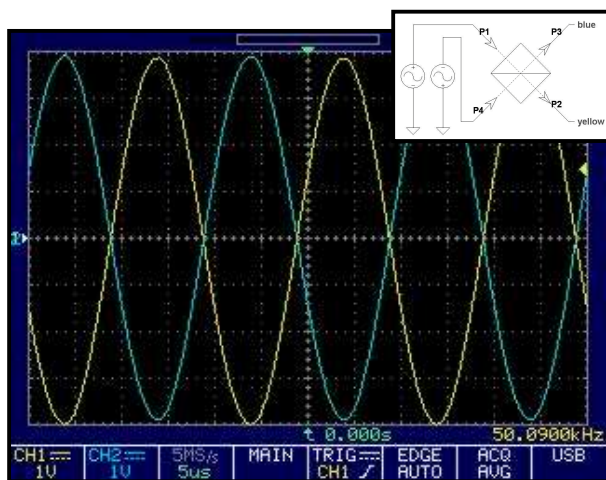 P1
P3
blue
P4
P2
yellow
t 0.000s
50.0900kHz
CH1
1V
CH2
1V
5MS/s
5us
MAIN
TRIG
CH1
EDGE
AUTO
ACQ
AVG
USB